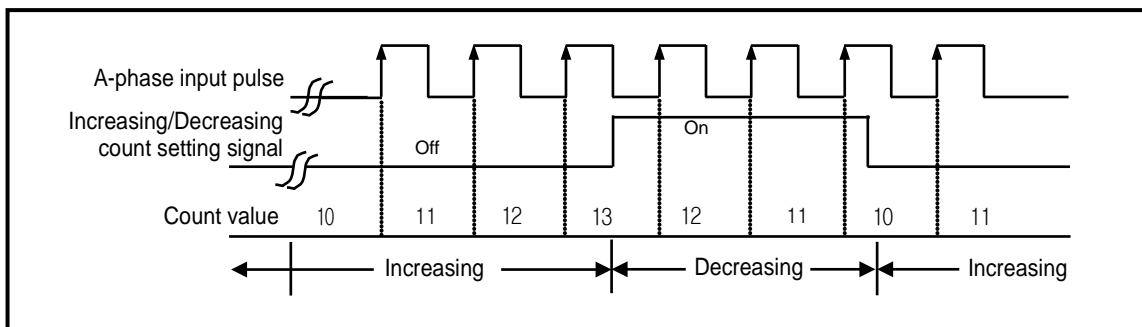 A-phase input pulse
Increasing/Decreasing
count setting signal
Off
On
Count value
10 11 12 13 12 11 10 11
Increasing Decreasing Increasing